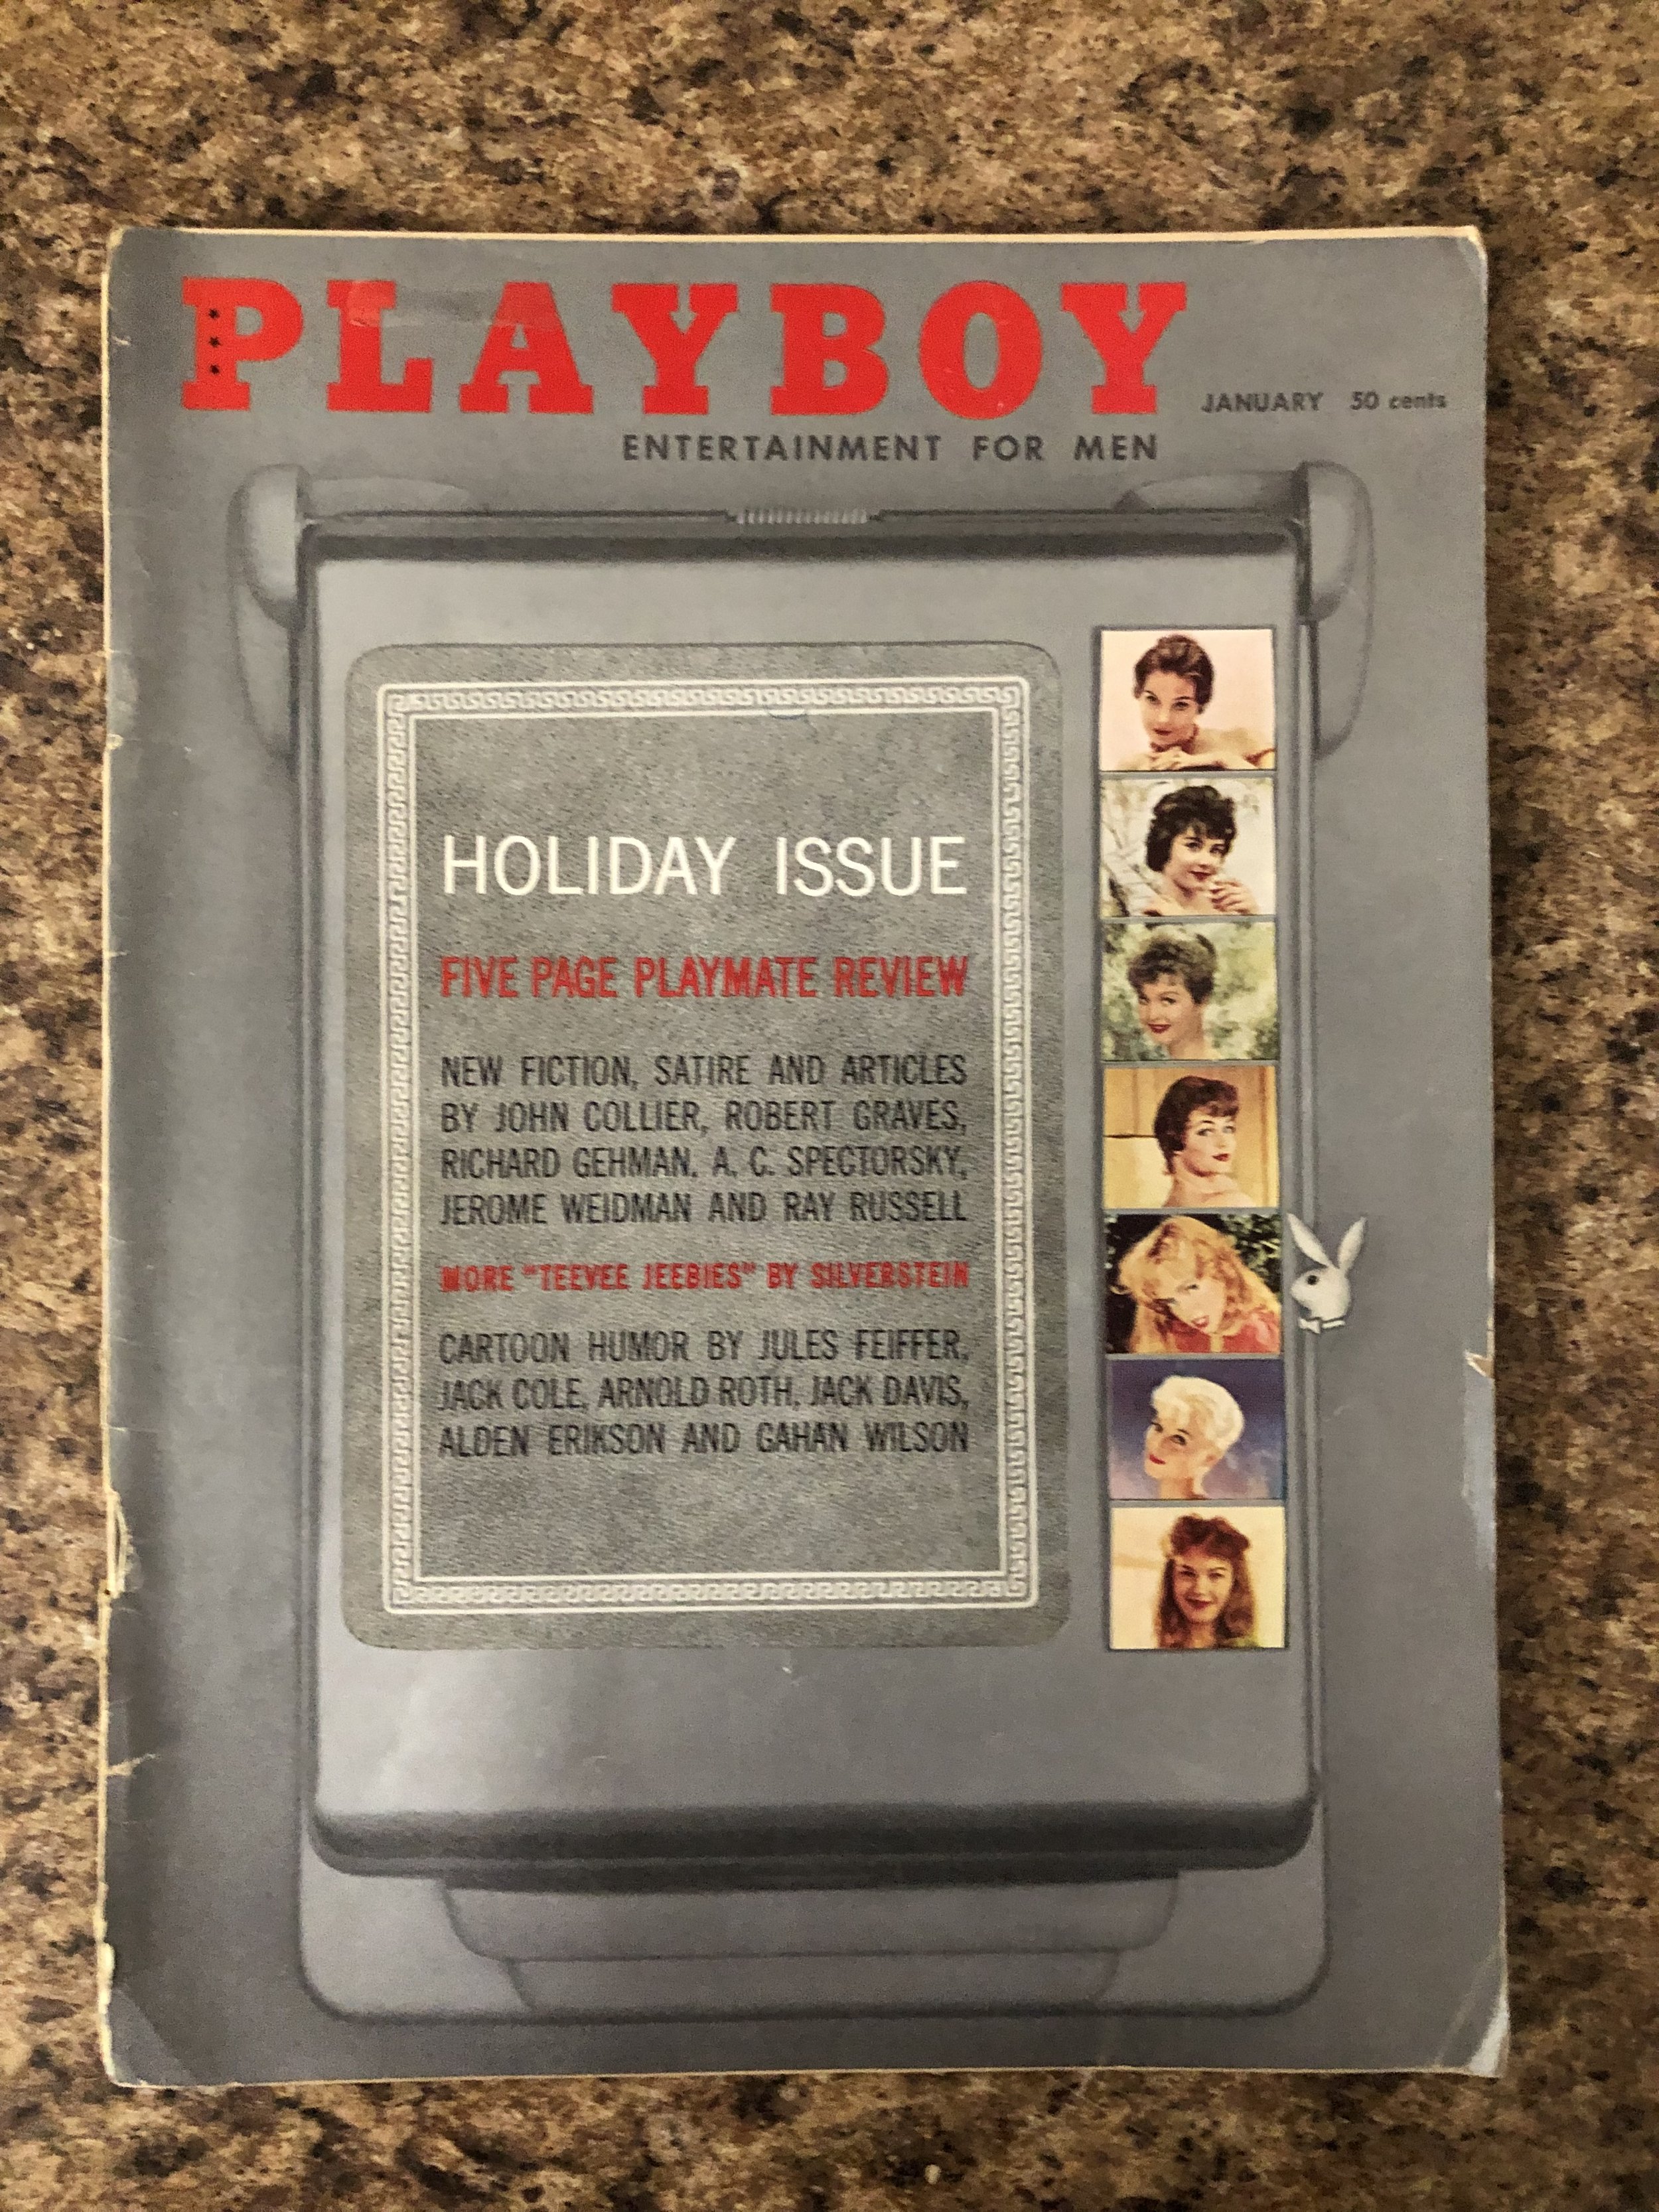 PLAYBOY
JANUARY 50 cents
ENTERTAINMENT FOR MEN
HOLIDAY ISSUE
FIVE PAGE PLAYMATE REVIEW
NEW FICTION, SATIRE AND ARTICLES
BY JOHN COLLIER, ROBERT GRAVES,
RICHARD GEHMAN, A. C. SPECTORSKY,
JEROME WEIDMAN AND RAY RUSSELL
MORE "TEEVEE JEEBIES" BY SILVERSTEIN
CARTOON HUMOR BY JULES FEIFFER,
JACK COLE, ARNOLD ROTH, JACK DAVIS,
ALDEN ERIKSON AND GAHAN WILSON